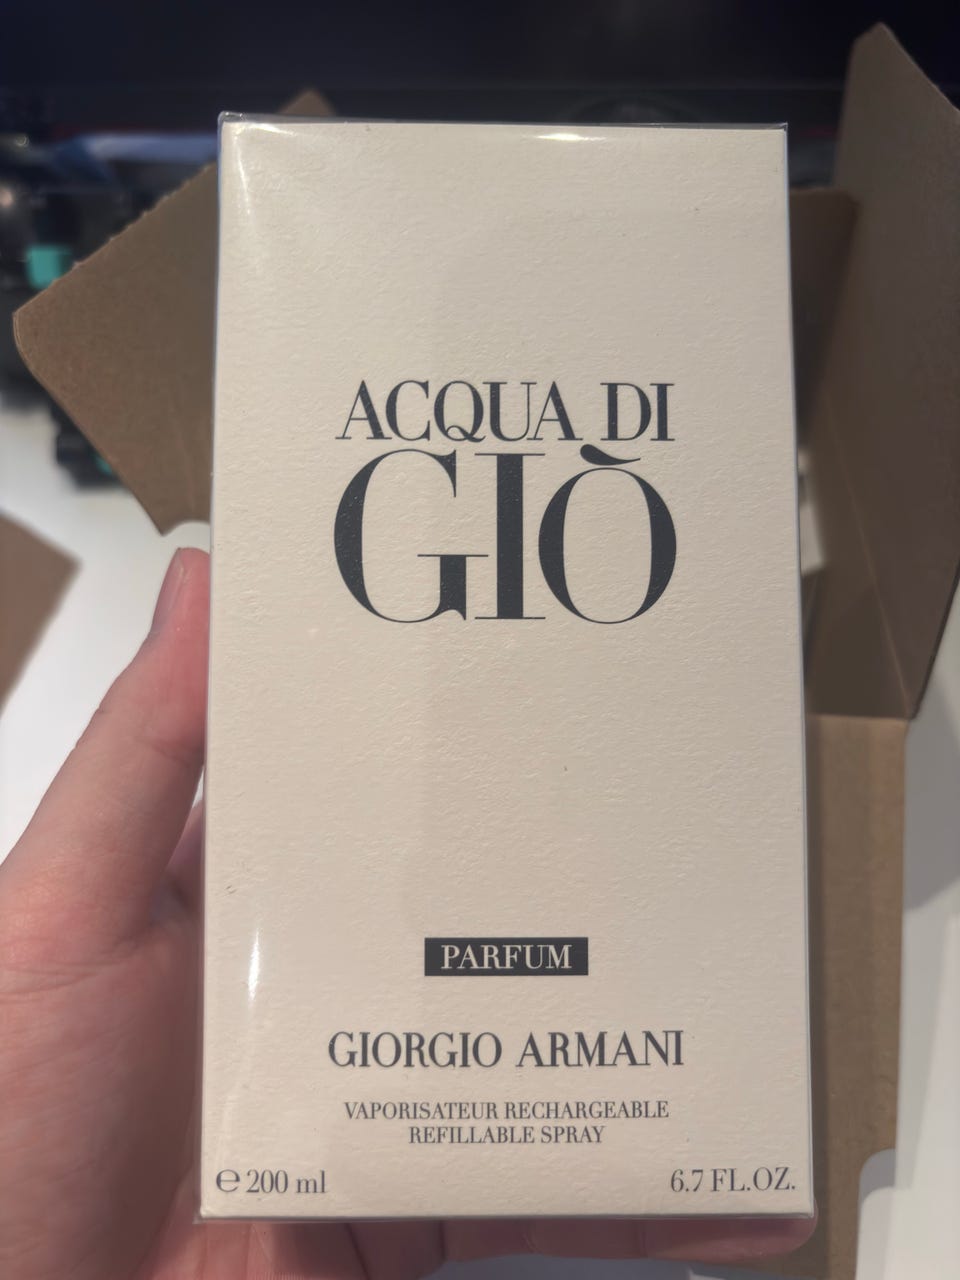 ACQUA DI
GIÒ
PARFUM
GIORGIO ARMANI
VAPORISATEUR RECHARGEABLE
REFILLABLE SPRAY
℮ 200 ml 6.7 FL.OZ.